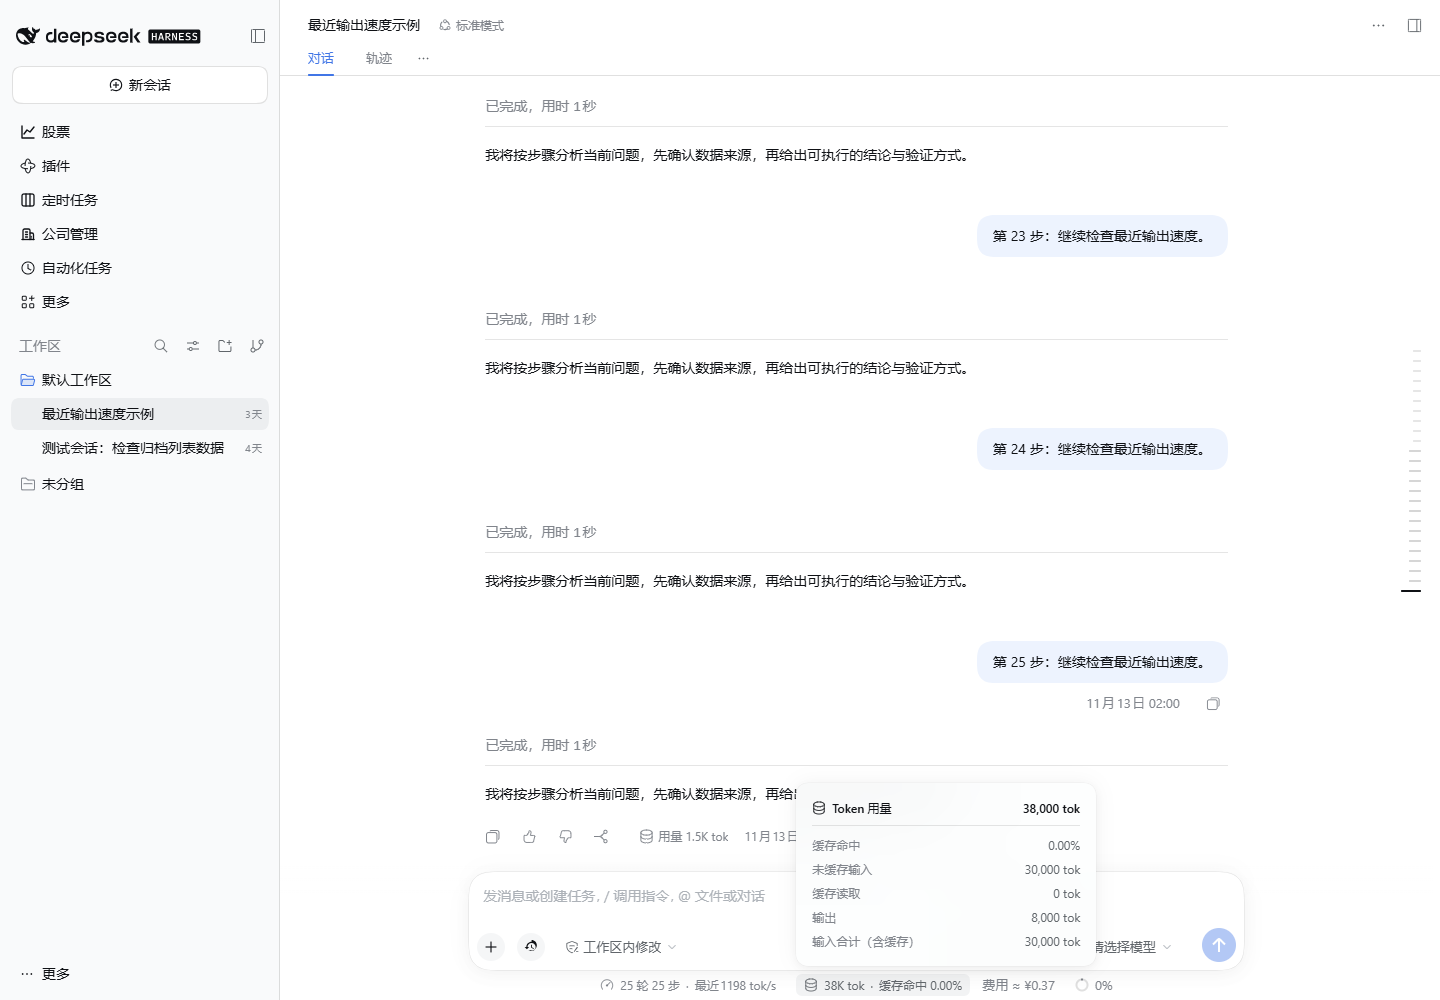 deepseek HARNESS
新会话
股票
插件
定时任务
公司管理
自动化任务
更多
工作区
默认工作区
最近输出速度示例 3天
测试会话：检查归档列表数据 4天
未分组
更多
最近输出速度示例 标准模式
对话 轨迹
已完成，用时 1秒
我将按步骤分析当前问题，先确认数据来源，再给出可执行的结论与验证方式。
第 23 步：继续检查最近输出速度。
已完成，用时 1秒
我将按步骤分析当前问题，先确认数据来源，再给出可执行的结论与验证方式。
第 24 步：继续检查最近输出速度。
已完成，用时 1秒
我将按步骤分析当前问题，先确认数据来源，再给出可执行的结论与验证方式。
第 25 步：继续检查最近输出速度。
11月13日 02:00
已完成，用时 1秒
我将按步骤分析当前问题，先确认数据来源，再给
用量 1.5K tok 11月13日
Token 用量 38,000 tok
缓存命中 0.00%
未缓存输入 30,000 tok
缓存读取 0 tok
输出 8,000 tok
输入合计（含缓存） 30,000 tok
发消息或创建任务，/ 调用指令，@ 文件或对话
工作区内修改 请选择模型
25 轮 25 步 · 最近1198 tok/s 38K tok · 缓存命中 0.00% 费用 ≈ ¥0.37 0%